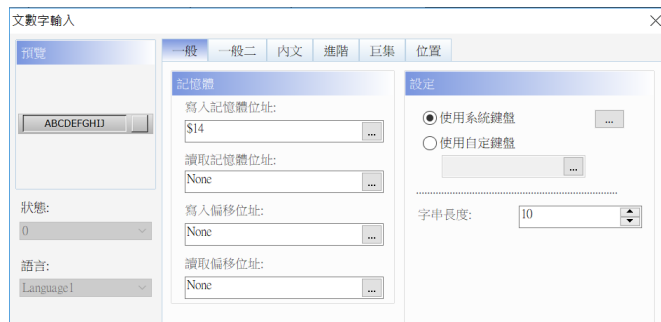 文數字輸入
預覽
ABCDEFGHIJ
狀態:
0
語言:
Language1
一般 一般二 內文 進階 巨集 位置
記憶體
寫入記憶體位址:
$14
...
讀取記憶體位址:
None
...
寫入偏移位址:
None
...
讀取偏移位址:
None
...
設定
使用系統鍵盤
...
使用自定鍵盤
...
字串長度:
10